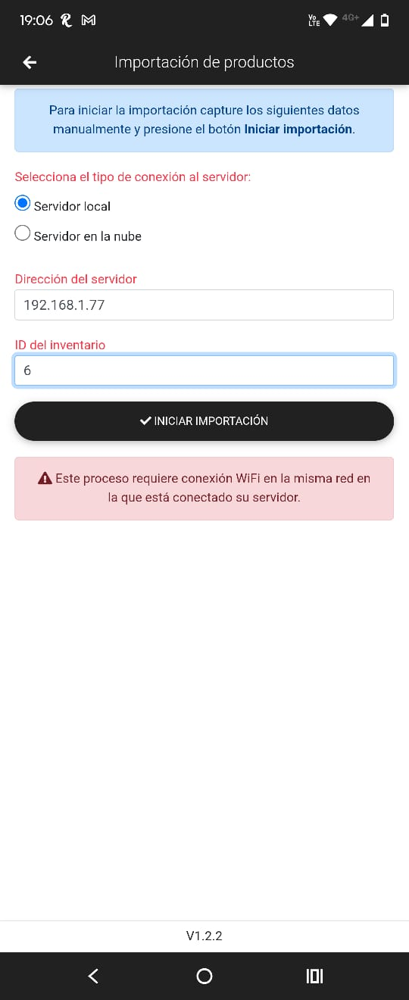 19:06
Vo LTE 4G+
Importación de productos
Para iniciar la importación capture los siguientes datos
manualmente y presione el botón Iniciar importación.
Selecciona el tipo de conexión al servidor:
Servidor local
Servidor en la nube
Dirección del servidor
192.168.1.77
ID del inventario
6
INICIAR IMPORTACIÓN
Este proceso requiere conexión WiFi en la misma red en
la que está conectado su servidor.
V1.2.2